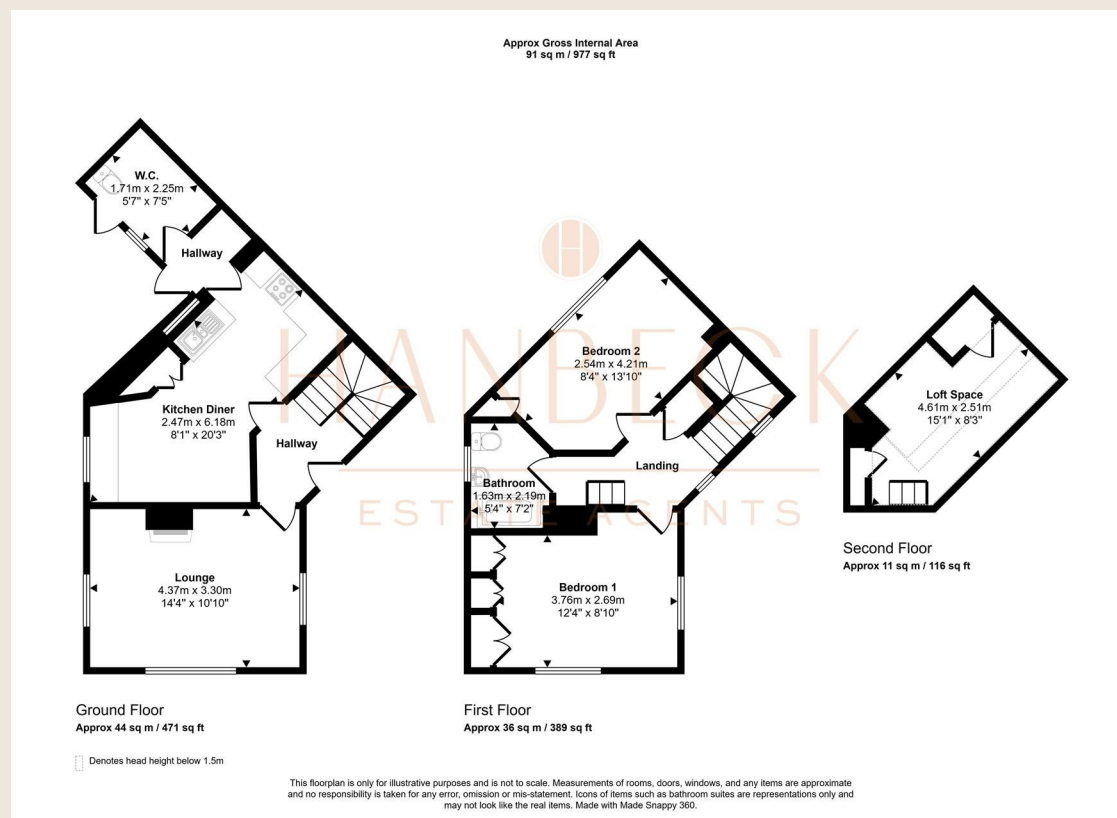 Approx Gross Internal Area
91 sq m / 977 sq ft
W.C.
1.71m x 2.25m
5'7" x 7'5"
Hallway
Kitchen Diner
2.47m x 6.18m
8'1" x 20'3"
Hallway
Lounge
4.37m x 3.30m
14'4" x 10'10"
Ground Floor
Approx 44 sq m / 471 sq ft
Denotes head height below 1.5m
Bedroom 2
2.54m x 4.21m
8'4" x 13'10"
Landing
Bathroom
1.63m x 2.19m
5'4" x 7'2"
Bedroom 1
3.76m x 2.69m
12'4" x 8'10"
First Floor
Approx 36 sq m / 389 sq ft
Loft Space
4.61m x 2.51m
15'1" x 8'3"
Second Floor
Approx 11 sq m / 116 sq ft
HANBECK
ESTATE AGENTS
This floorplan is only for illustrative purposes and is not to scale. Measurements of rooms, doors, windows, and any items are approximate
and no responsibility is taken for any error, omission or mis-statement. Icons of items such as bathroom suites are representations only and
may not look like the real items. Made with Made Snappy 360.